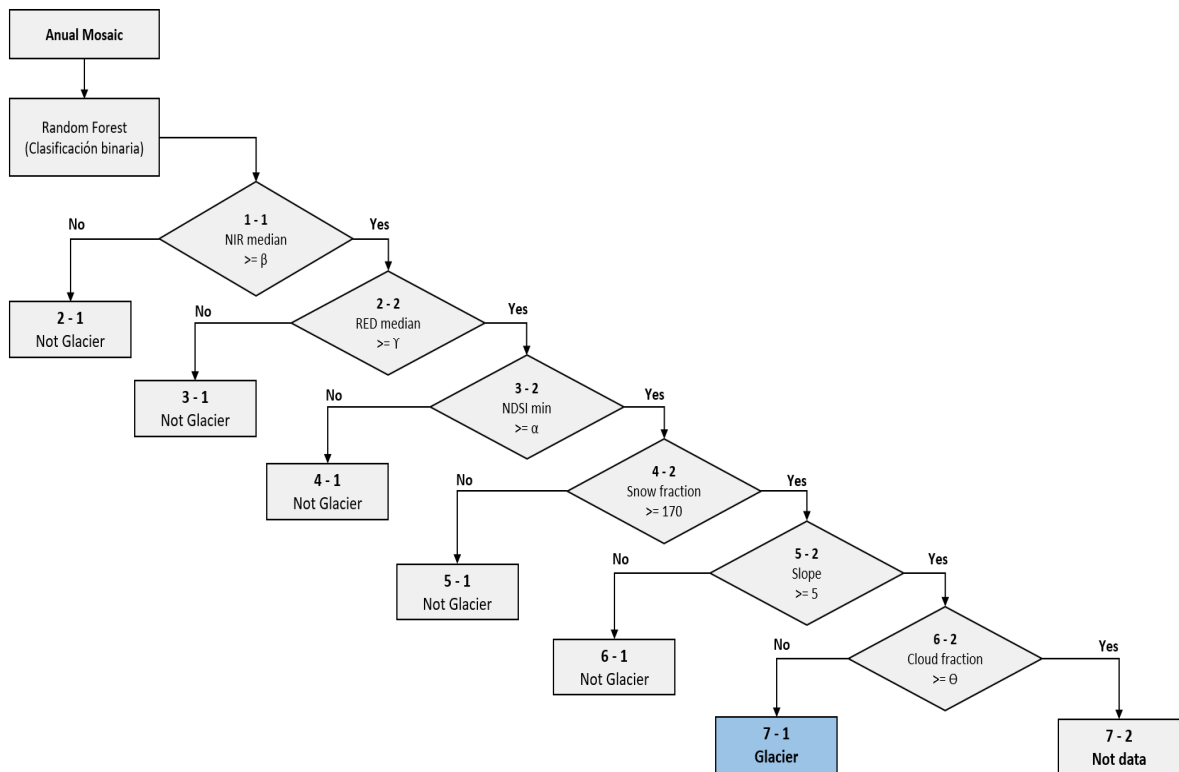 Anual Mosaic
Random Forest
(Clasificación binaria)
1 - 1
NIR median
>= β
No
Yes
2 - 1
Not Glacier
2 - 2
RED median
>= ϒ
No
Yes
3 - 1
Not Glacier
3 - 2
NDSI min
>= α
No
Yes
4 - 1
Not Glacier
4 - 2
Snow fraction
>= 170
No
Yes
5 - 1
Not Glacier
5 - 2
Slope
>= 5
No
Yes
6 - 1
Not Glacier
6 - 2
Cloud fraction
>= ϴ
No
Yes
7 - 1
Glacier
7 - 2
Not data